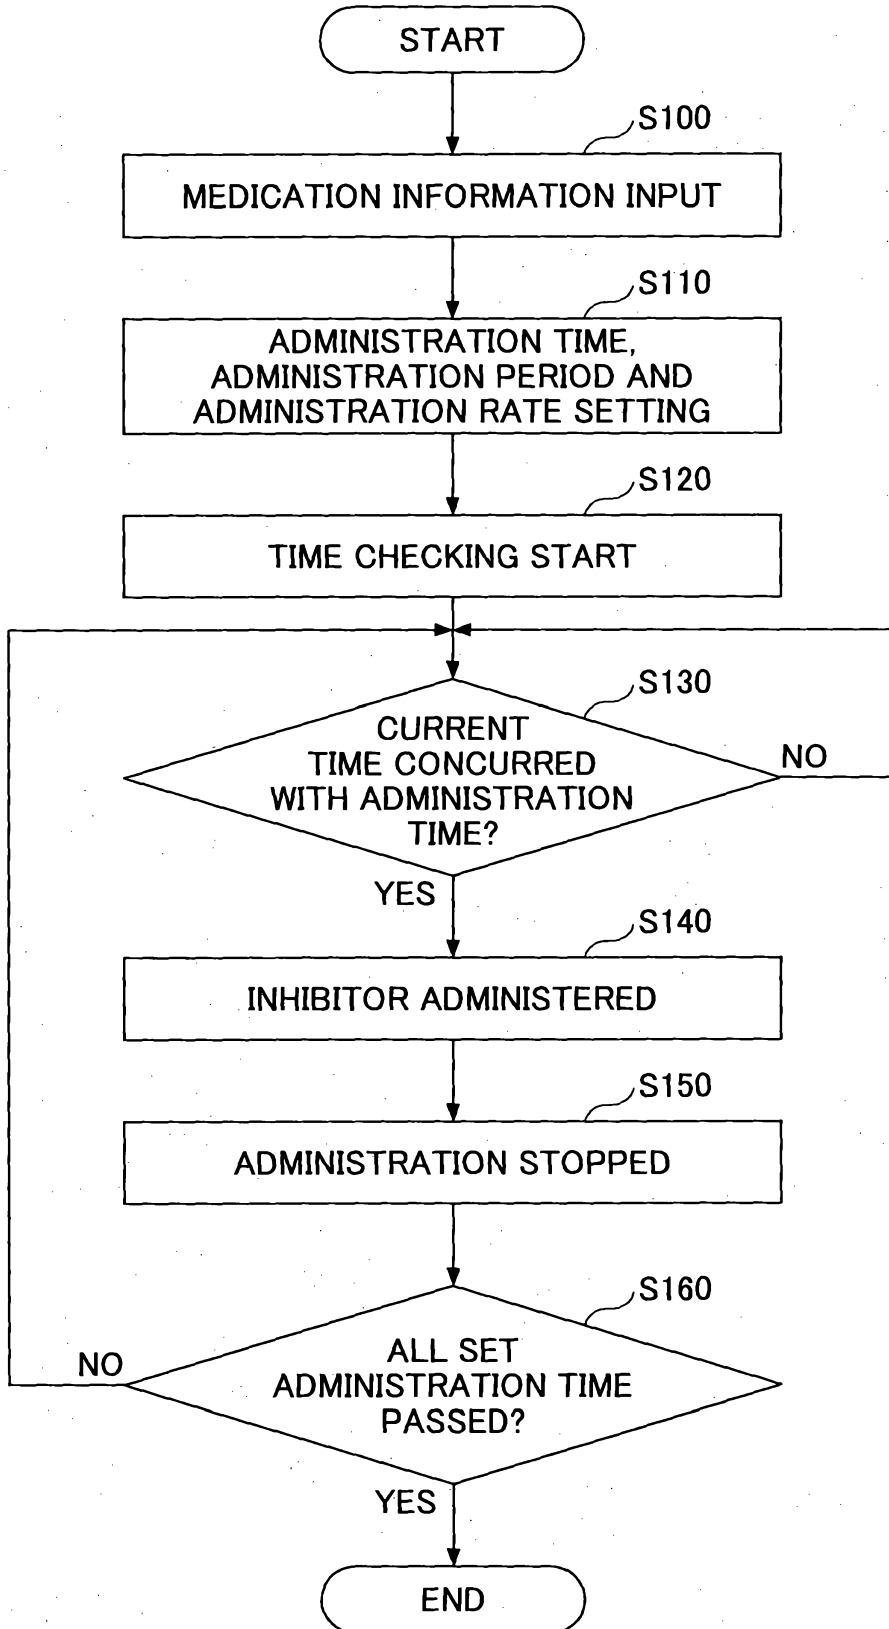 START
S100
MEDICATION INFORMATION INPUT
S110
ADMINISTRATION TIME,
ADMINISTRATION PERIOD AND
ADMINISTRATION RATE SETTING
S120
TIME CHECKING START
S130
CURRENT
TIME CONCURRED
WITH ADMINISTRATION
TIME?
NO
YES
S140
INHIBITOR ADMINISTERED
S150
ADMINISTRATION STOPPED
S160
ALL SET
ADMINISTRATION TIME
PASSED?
NO
YES
END